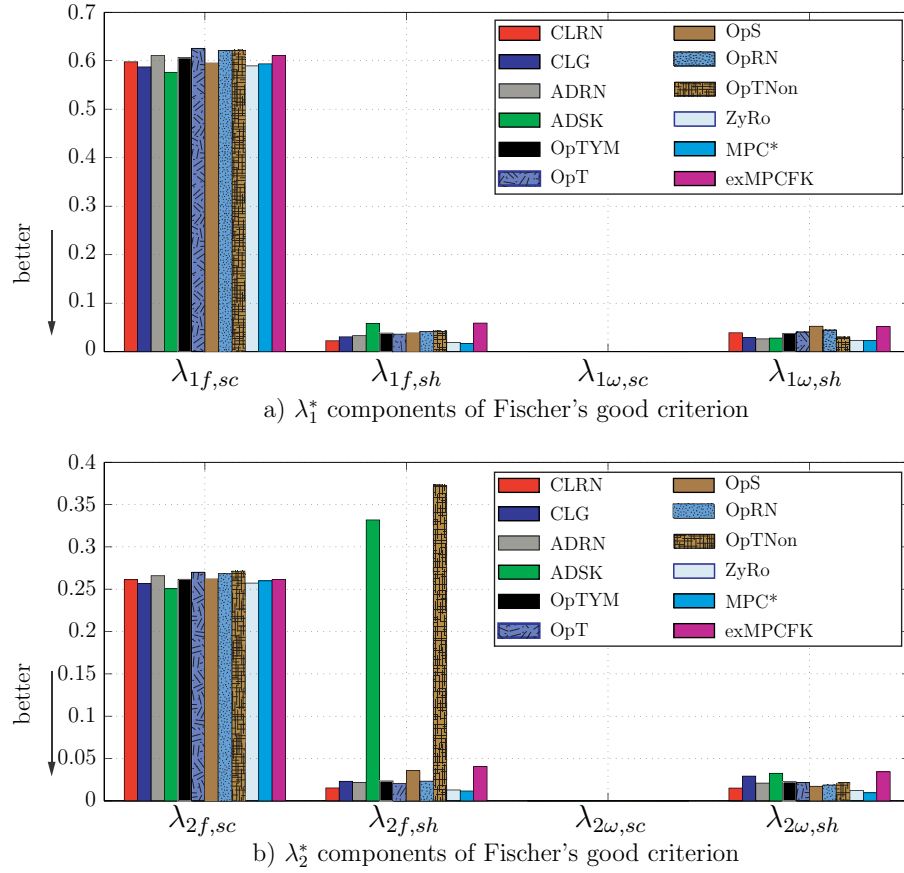 0.7
0.6
0.5
0.4
0.3
0.2
0.1
0
better
CLRN
CLG
ADRN
ADSK
OpTYM
OpT
OpS
OpRN
OpTNon
ZyRo
MPC*
exMPCFK
λ1f,sc
λ1f,sh
λ1ω,sc
λ1ω,sh
a) λ*1 components of Fischer's good criterion
0.4
0.35
0.3
0.25
0.2
0.15
0.1
0.05
0
better
CLRN
CLG
ADRN
ADSK
OpTYM
OpT
OpS
OpRN
OpTNon
ZyRo
MPC*
exMPCFK
λ2f,sc
λ2f,sh
λ2ω,sc
λ2ω,sh
b) λ*2 components of Fischer's good criterion